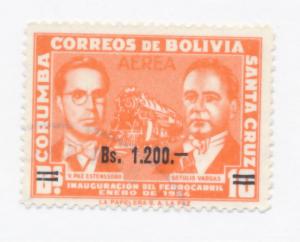 CORREOS DE BOLIVIA
AEREA
CORUMBA
SANTA CRUZ
Bs. 1.200.—
V. PAZ ESTENSSORO
GETULIO VARGAS
INAUGURACION DEL FERROCARRIL
ENERO DE 1954
LA PAPELERA S. A. LA PAZ